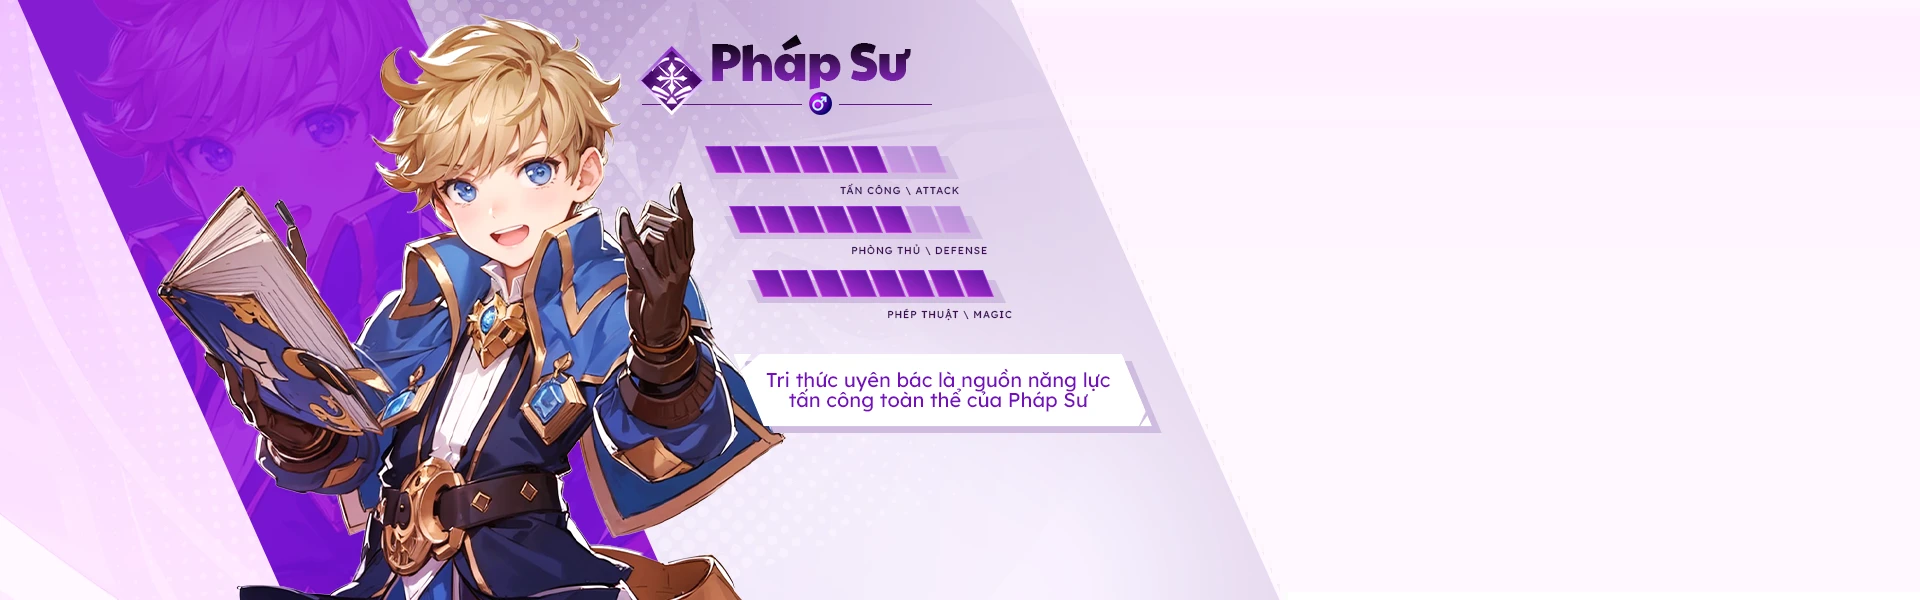 Pháp Sư
TẤN CÔNG \ ATTACK
PHÒNG THỦ \ DEFENSE
PHÉP THUẬT \ MAGIC
Tri thức uyên bác là nguồn năng lực
tấn công toàn thể của Pháp Sư